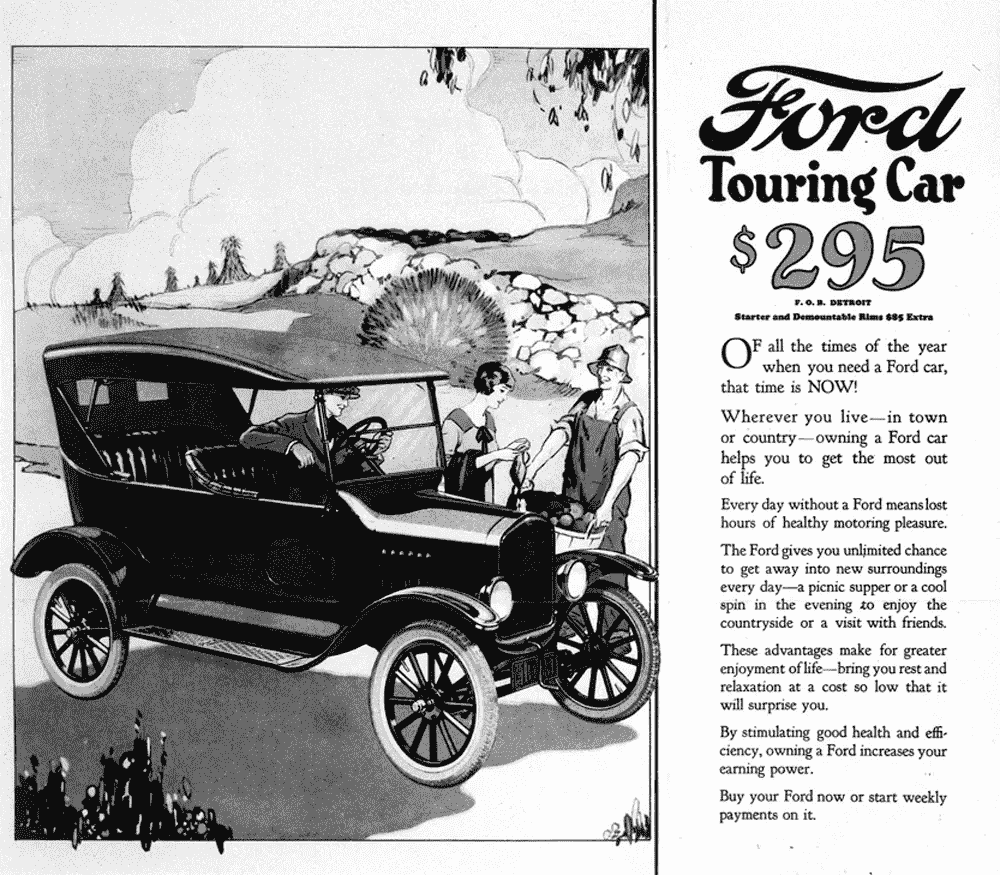 Ford
Touring Car
$295
F. O. B. DETROIT
Starter and Demountable Rims $85 Extra
OF all the times of the year
when you need a Ford car,
that time is NOW!
Wherever you live—in town
or country—owning a Ford car
helps you to get the most out
of life.
Every day without a Ford means lost
hours of healthy motoring pleasure.
The Ford gives you unlimited chance
to get away into new surroundings
every day—a picnic supper or a cool
spin in the evening to enjoy the
countryside or a visit with friends.
These advantages make for greater
enjoyment of life—bring you rest and
relaxation at a cost so low that it
will surprise you.
By stimulating good health and effi-
ciency, owning a Ford increases your
earning power.
Buy your Ford now or start weekly
payments on it.